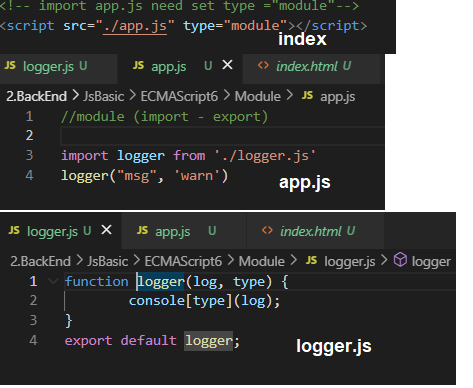 <!-- import app.js need set type ="module"-->
<script src="./app.js" type="module"></script>
index
JS logger.js U JS app.js U × <> index.html U
2.BackEnd > JsBasic > ECMAScript6 > Module > JS app.js
1 //module (import - export)
2
3 import logger from './logger.js'
4 logger("msg", 'warn')
app.js
JS logger.js U × JS app.js U <> index.html U
2.BackEnd > JsBasic > ECMAScript6 > Module > JS logger.js > logger
1 function logger(log, type) {
2 console[type](log);
3 }
4 export default logger;
logger.js